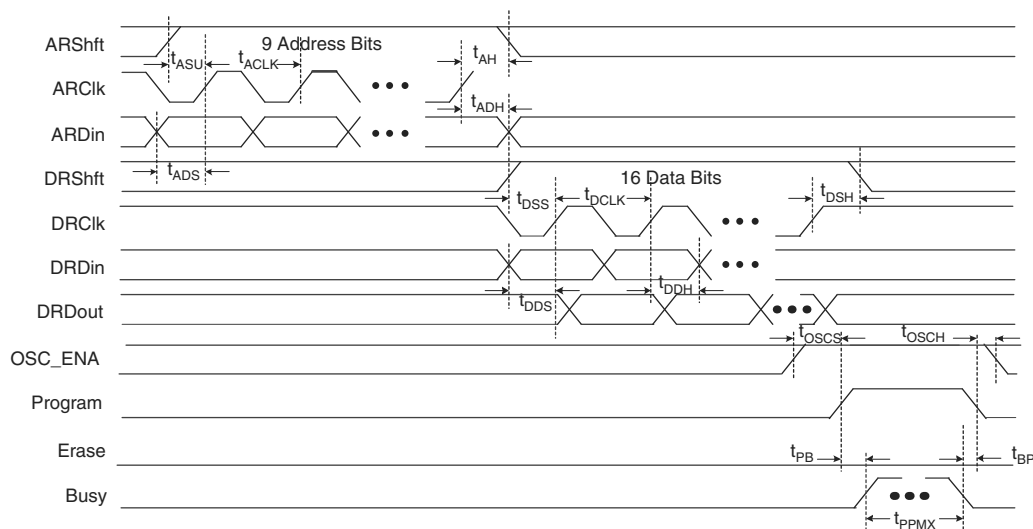 ARShft
9 Address Bits
tASU
tACLK
tAH
ARClk
tADH
ARDin
tADS
DRShft
16 Data Bits
tDSS
tDCLK
tDSH
DRClk
DRDin
tDDS
tDDH
DRDout
tOSCS
tOSCH
OSC_ENA
Program
Erase
tPB
tBP
Busy
tPPMX